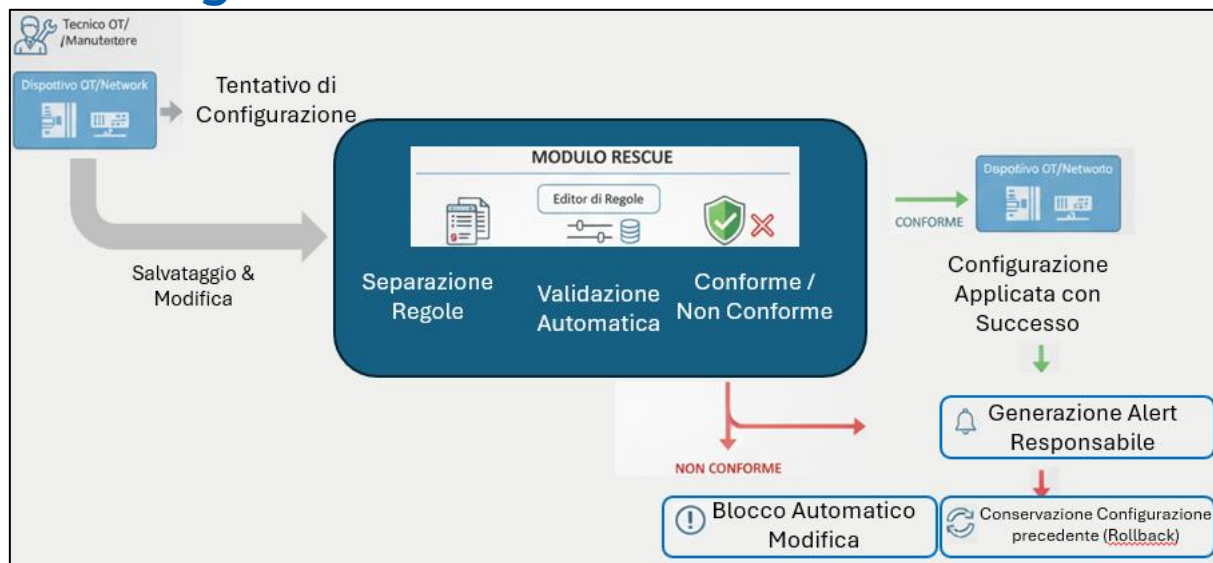 Tecnico OT/
/Manutettere
Dispottivo OT/Network
Tentativo di
Configurazione
Salvataggio &
Modifica
MODULO RESCUE
Editor di Regole
Separazione
Regole
Validazione
Automatica
Conforme /
Non Conforme
CONFORME
Dispotiivo OT/Networto
Configurazione
Applicata con
Successo
Generazione Alert
Responsabile
NON CONFORME
Blocco Automatico
Modifica
Conservazione Configurazione
precedente (Rollback)